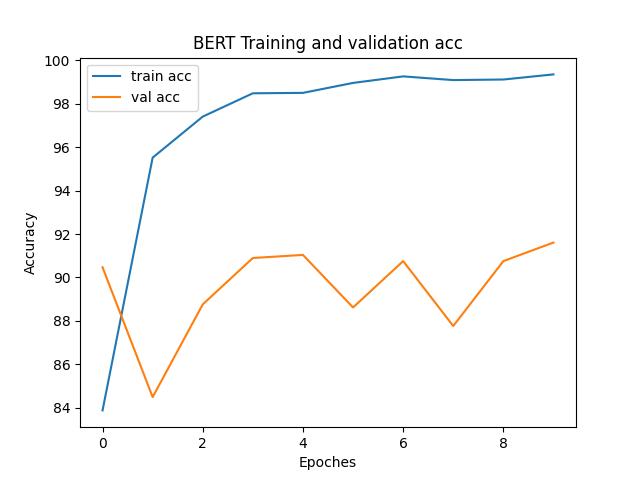 BERT Training and validation acc
train acc
val acc
Accuracy
100
98
96
94
92
90
88
86
84
0 2 4 6 8
Epoches